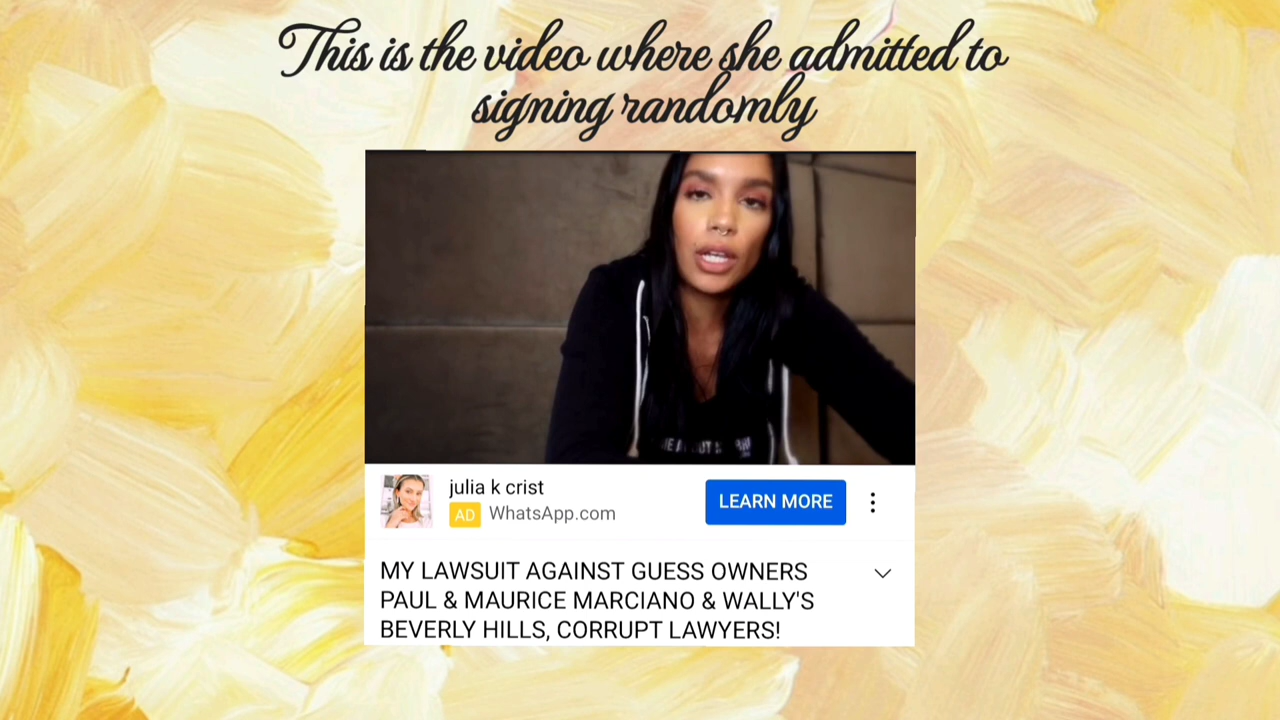 This is the video where she admitted to
signing randomly
julia k crist
AD WhatsApp.com
LEARN MORE
MY LAWSUIT AGAINST GUESS OWNERS
PAUL & MAURICE MARCIANO & WALLY'S
BEVERLY HILLS, CORRUPT LAWYERS!